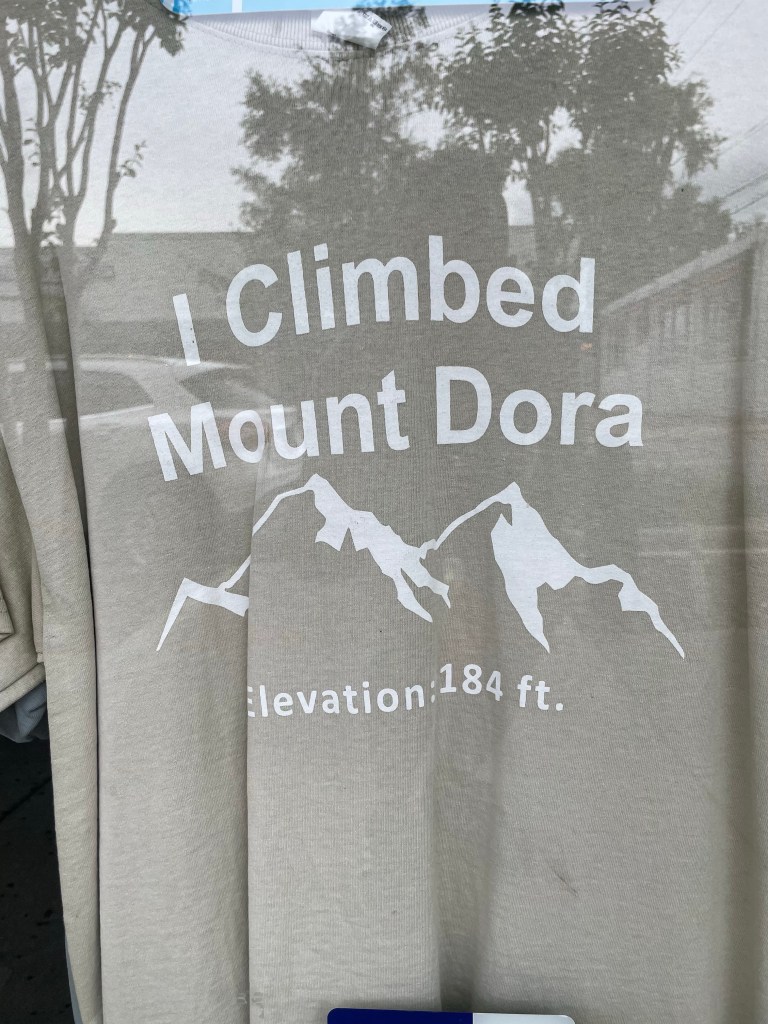 I Climbed
Mount Dora
Elevation: 184 ft.